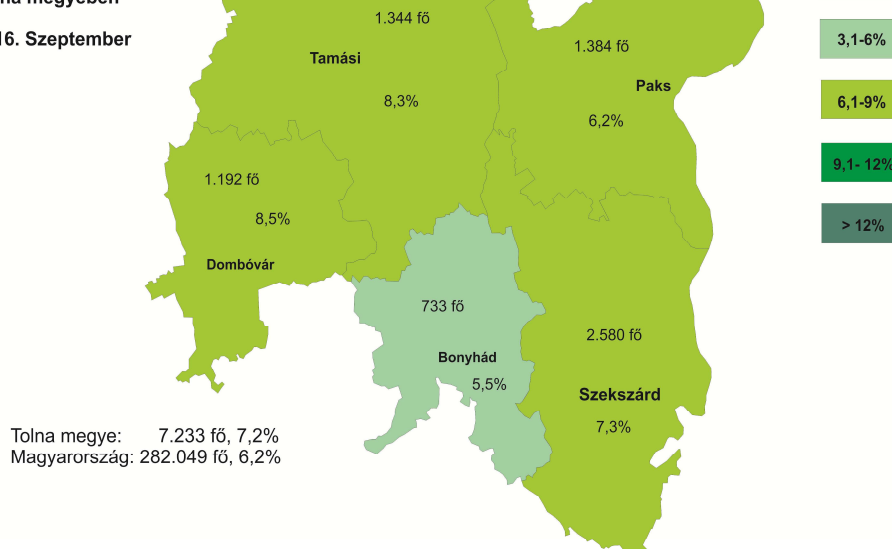 megyében
16. Szeptember
1.344 fő
Tamási
8,3%
1.384 fő
Paks
6,2%
1.192 fő
8,5%
Dombóvár
733 fő
Bonyhád
5,5%
2.580 fő
Szekszárd
7,3%
3,1-6%
6,1-9%
9,1- 12%
> 12%
Tolna megye: 7.233 fő, 7,2%
Magyarország: 282.049 fő, 6,2%